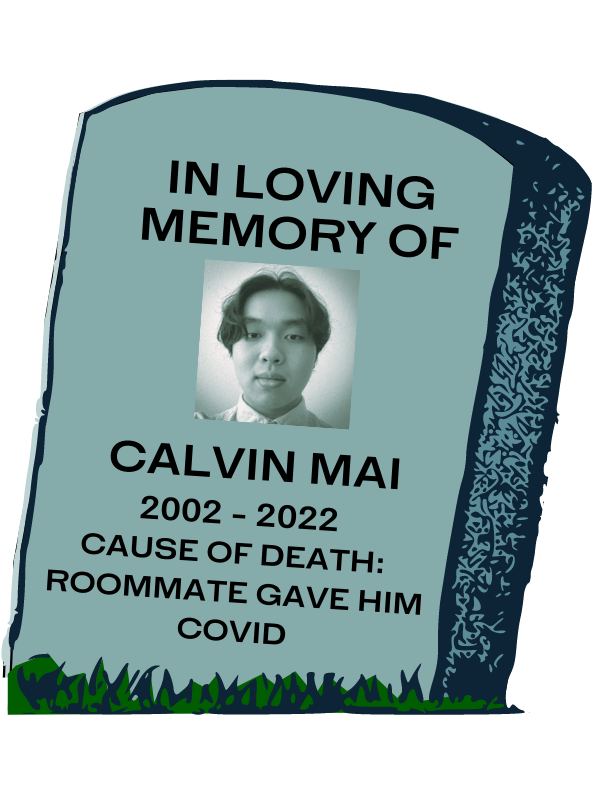 IN LOVING
MEMORY OF
CALVIN MAI
2002 - 2022
CAUSE OF DEATH:
ROOMMATE GAVE HIM
COVID